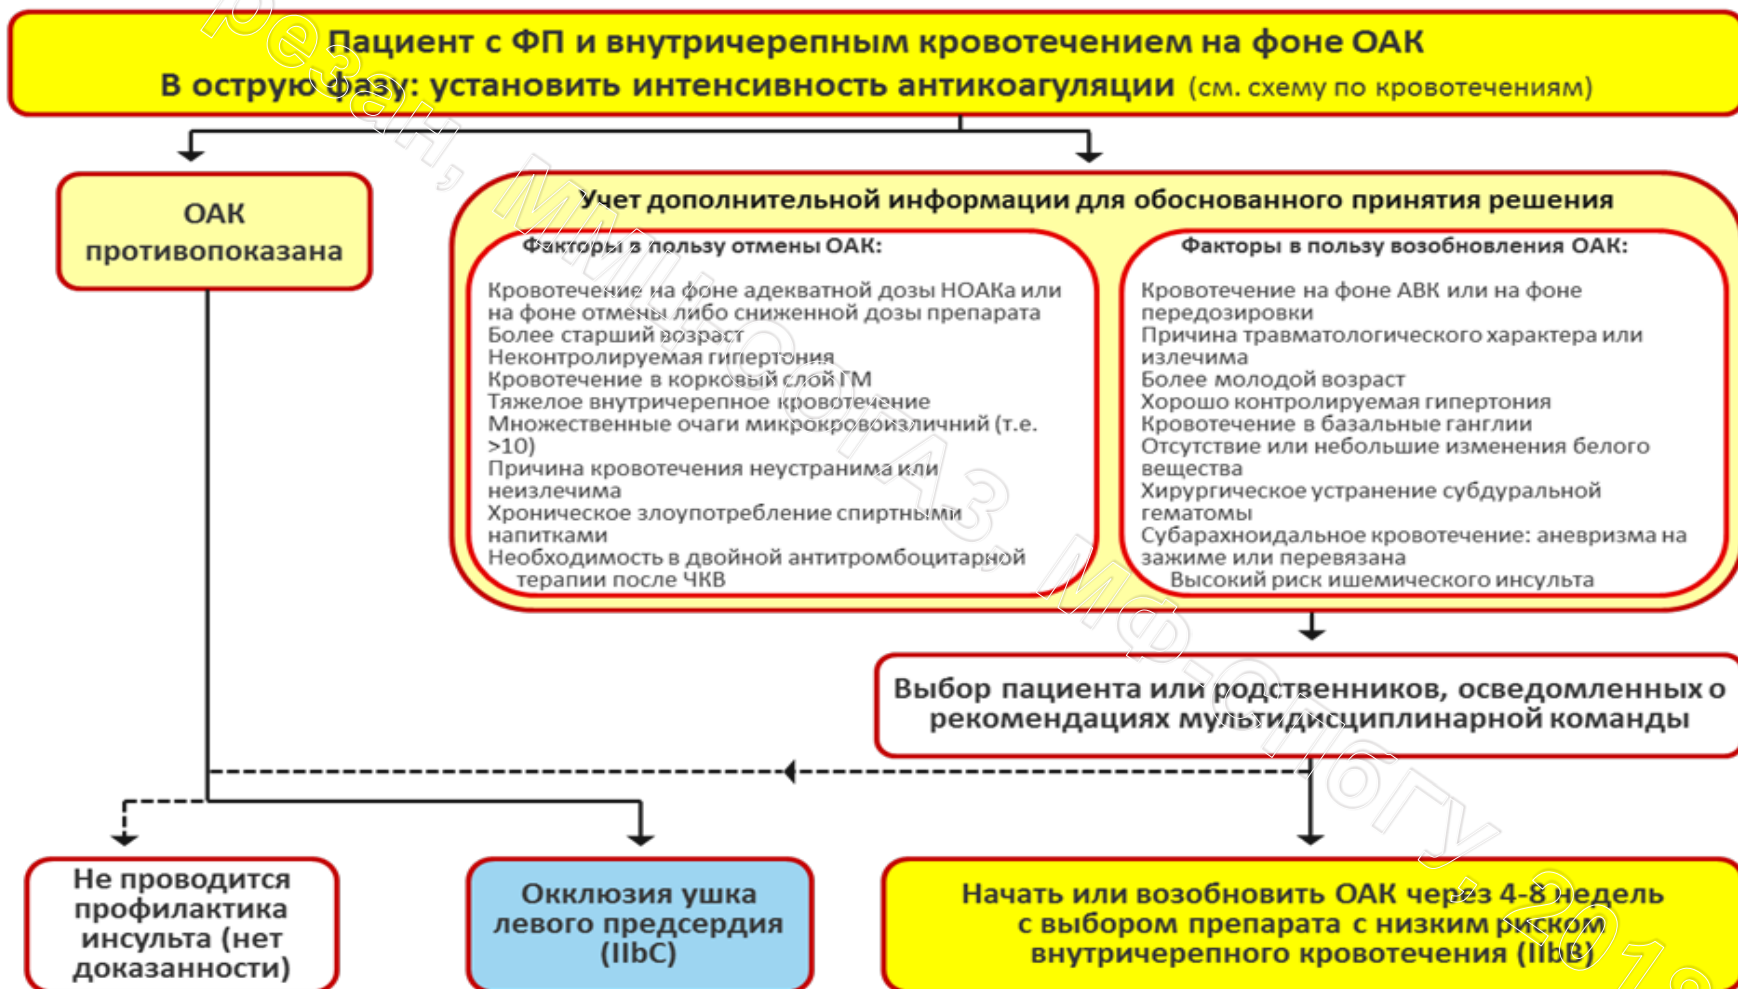 Пациент с ФП и внутричерепным кровотечением на фоне ОАК
В острую фазу: установить интенсивность антикоагуляции (см. схему по кровотечениям)
ОАК
противопоказана
Учет дополнительной информации для обоснованного принятия решения
Факторы в пользу отмены ОАК:
Кровотечение на фоне адекватной дозы НОАКа или
на фоне отмены либо сниженной дозы препарата
Более старший возраст
Неконтролируемая гипертония
Кровотечение в корковый слой ГМ
Тяжелое внутричерепное кровотечение
Множественные очаги микрокровоизличний (т.е.
>10)
Причина кровотечения неустранима или
неизлечима
Хроническое злоупотребление спиртными
напитками
Необходимость в двойной антитромбоцитарной
терапии после ЧКВ
Факторы в пользу возобновления ОАК:
Кровотечение на фоне АВК или на фоне
передозировки
Причина травматологического характера или
излечима
Более молодой возраст
Хорошо контролируемая гипертония
Кровотечение в базальные ганглии
Отсутствие или небольшие изменения белого
вещества
Хирургическое устранение субдуральной
гематомы
Субарахноидальное кровотечение: аневризма на
зажиме или перевязана
Высокий риск ишемического инсульта
Выбор пациента или родственников, осведомленных о
рекомендациях мультидисциплинарной команды
Не проводится
профилактика
инсульта (нет
доказанности)
Окклюзия ушка
левого предсердия
(IIbC)
Начать или возобновить ОАК через 4-8 недель
с выбором препарата с низким риском
внутричерепного кровотечения (IIbB)
резан, ММЦ-СОГАЗ, МФ-СПбГУ, 2018